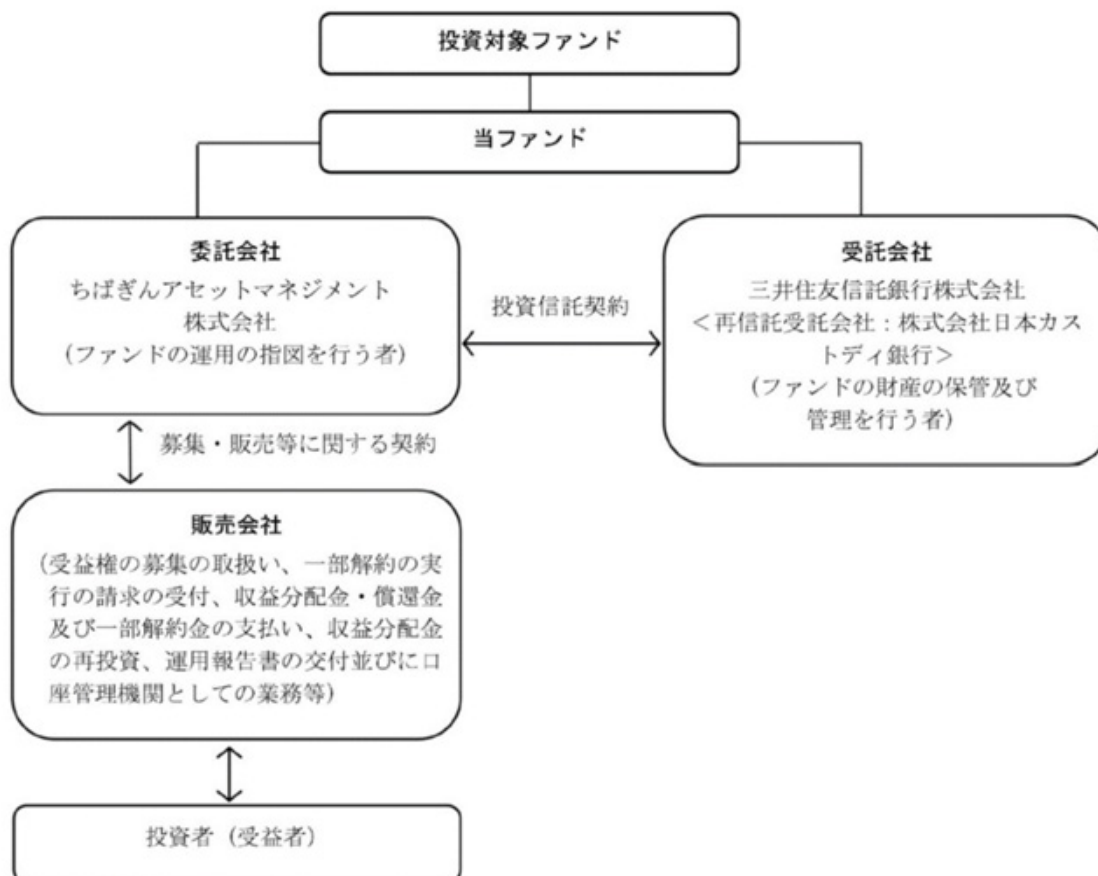 投資対象ファンド
当ファンド
委託会社
ちばぎんアセットマネジメント
株式会社
(ファンドの運用の指図を行う者)
投資信託契約
受託会社
三井住友信託銀行株式会社
＜再信託受託会社：株式会社日本カス
トディ銀行＞
(ファンドの財産の保管及び
管理を行う者)
募集・販売等に関する契約
販売会社
(受益権の募集の取扱い、一部解約の実
行の請求の受付、収益分配金・償還金
及び一部解約金の支払い、収益分配金
の再投資、運用報告書の交付並びに口
座管理機関としての業務等)
投資者（受益者）